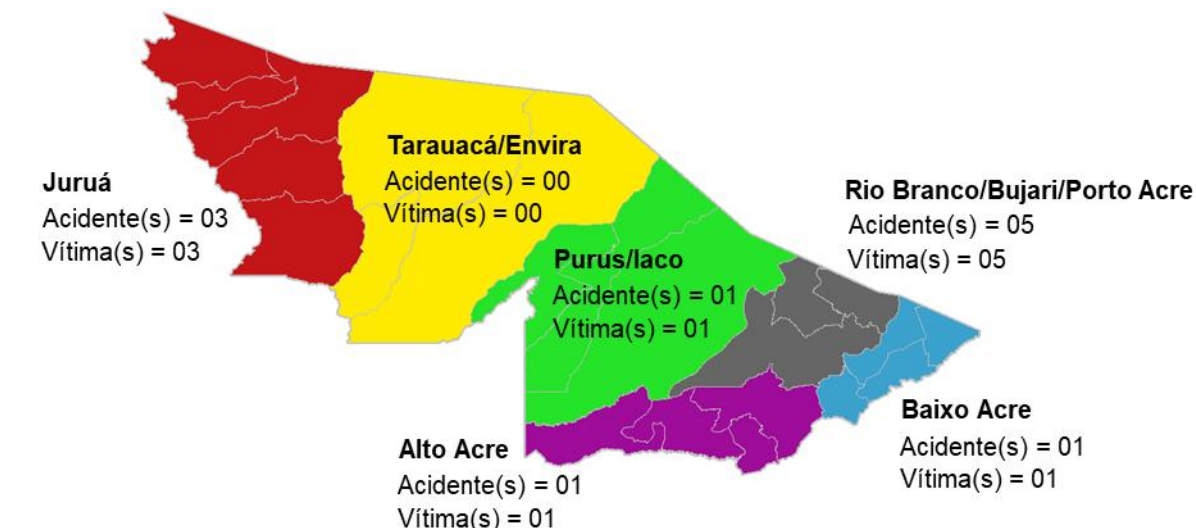 Tarauacá/Envira
Acidente(s) = 00
Vítima(s) = 00
Juruá
Acidente(s) = 03
Vítima(s) = 03
Rio Branco/Bujari/Porto Acre
Acidente(s) = 05
Vítima(s) = 05
Purus/Iaco
Acidente(s) = 01
Vítima(s) = 01
Baixo Acre
Acidente(s) = 01
Vítima(s) = 01
Alto Acre
Acidente(s) = 01
Vítima(s) = 01